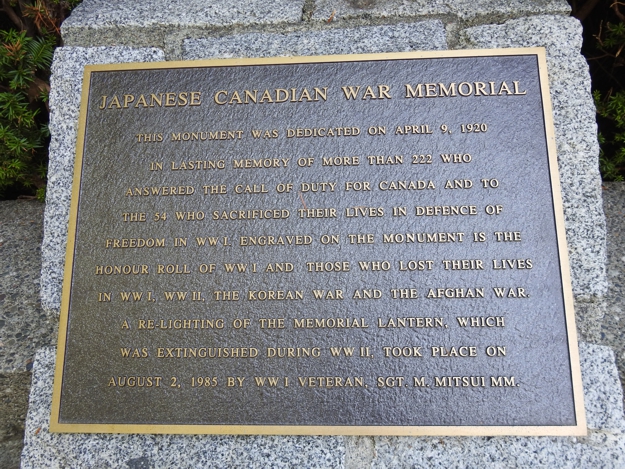 JAPANESE CANADIAN WAR MEMORIAL
THIS MONUMENT WAS DEDICATED ON APRIL 9, 1920
IN LASTING MEMORY OF MORE THAN 222 WHO
ANSWERED THE CALL OF DUTY FOR CANADA AND TO
THE 54 WHO SACRIFICED THEIR LIVES IN DEFENCE OF
FREEDOM IN WW I. ENGRAVED ON THE MONUMENT IS THE
HONOUR ROLL OF WW I AND THOSE WHO LOST THEIR LIVES
IN WW I, WW II, THE KOREAN WAR AND THE AFGHAN WAR.
A RE-LIGHTING OF THE MEMORIAL LANTERN, WHICH
WAS EXTINGUISHED DURING WW II, TOOK PLACE ON
AUGUST 2, 1985 BY WW I VETERAN, SGT. M. MITSUI MM.